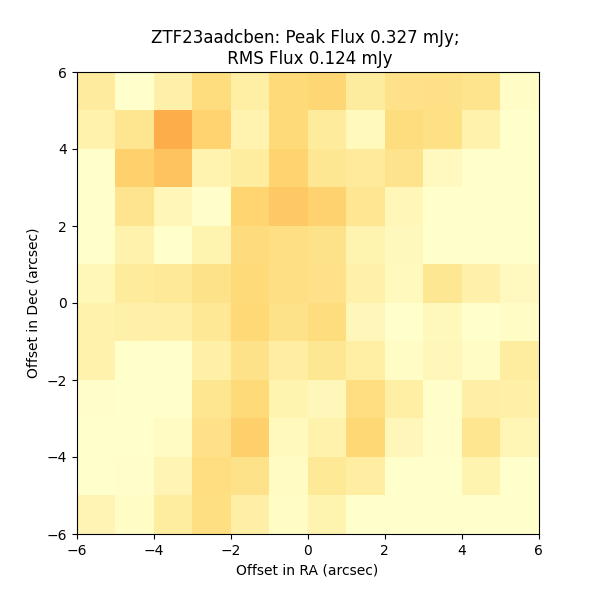 ZTF23aadcben: Peak Flux 0.327 mJy;
RMS Flux 0.124 mJy
6
4
2
0
−2
−4
−6
Offset in Dec (arcsec)
−6 −4 −2 0 2 4 6
Offset in RA (arcsec)